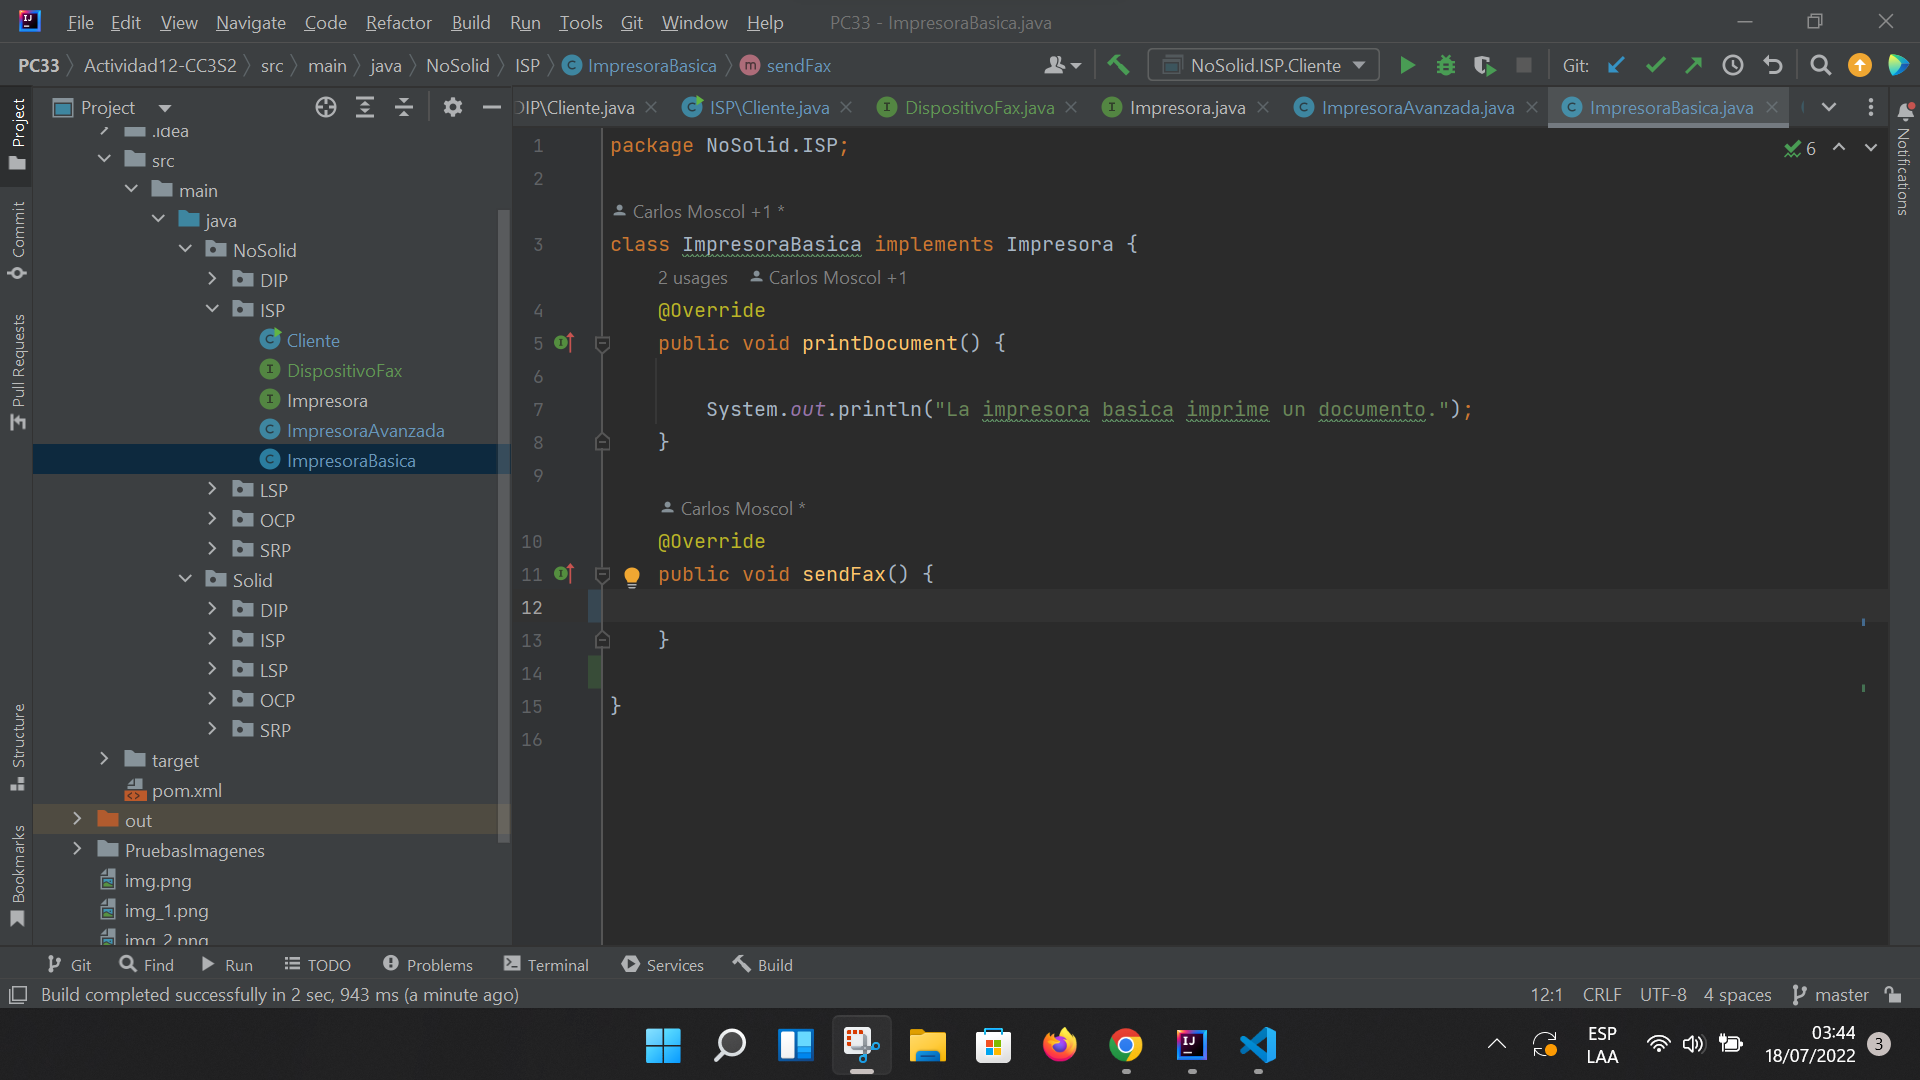 File Edit View Navigate Code Refactor Build Run Tools Git Window Help PC33 - ImpresoraBasica.java
PC33 Actividad12-CC3S2 src main java NoSolid ISP ImpresoraBasica sendFax NoSolid.ISP.Cliente Git:
Project
DIP\Cliente.java ISP\Cliente.java DispositivoFax.java Impresora.java ImpresoraAvanzada.java ImpresoraBasica.java
Project
Commit
Pull Requests
Structure
Bookmarks
Notifications
.idea
src
main
java
NoSolid
DIP
ISP
Cliente
DispositivoFax
Impresora
ImpresoraAvanzada
ImpresoraBasica
LSP
OCP
SRP
Solid
DIP
ISP
LSP
OCP
SRP
target
pom.xml
out
PruebasImagenes
img.png
img_1.png
img_2.png
6
1 package NoSolid.ISP;
2
Carlos Moscol +1 *
3 class ImpresoraBasica implements Impresora {
2 usages Carlos Moscol +1
4 @Override
5 public void printDocument() {
6
7 System.out.println("La impresora basica imprime un documento.");
8 }
9
Carlos Moscol *
10 @Override
11 public void sendFax() {
12
13 }
14
15 }
16
Git Find Run TODO Problems Terminal Services Build
Build completed successfully in 2 sec, 943 ms (a minute ago) 12:1 CRLF UTF-8 4 spaces master
ESP
LAA
03:44
18/07/2022
3